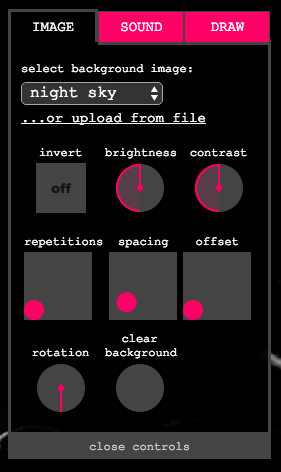 IMAGE SOUND DRAW
select background image:
night sky
...or upload from file
invert brightness contrast
off
repetitions spacing offset
rotation clear background
close controls